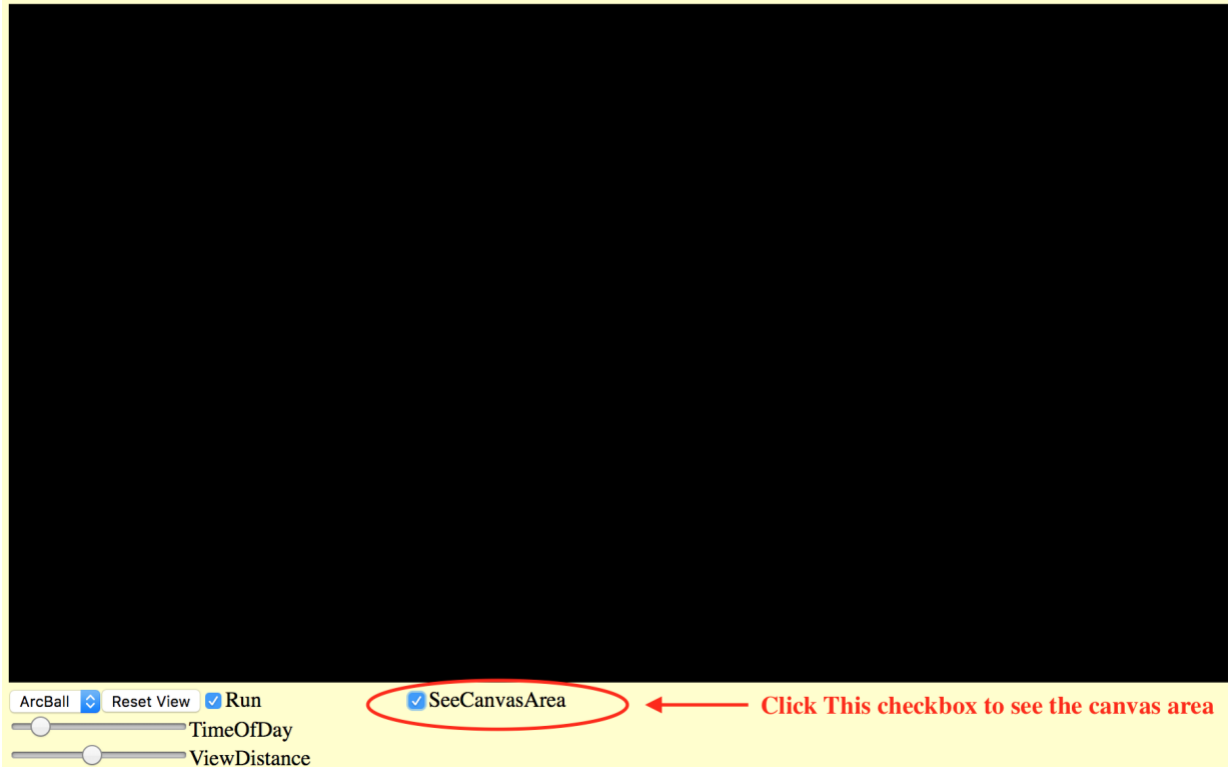 ArcBall Reset View Run SeeCanvasArea Click This checkbox to see the canvas area
TimeOfDay
ViewDistance